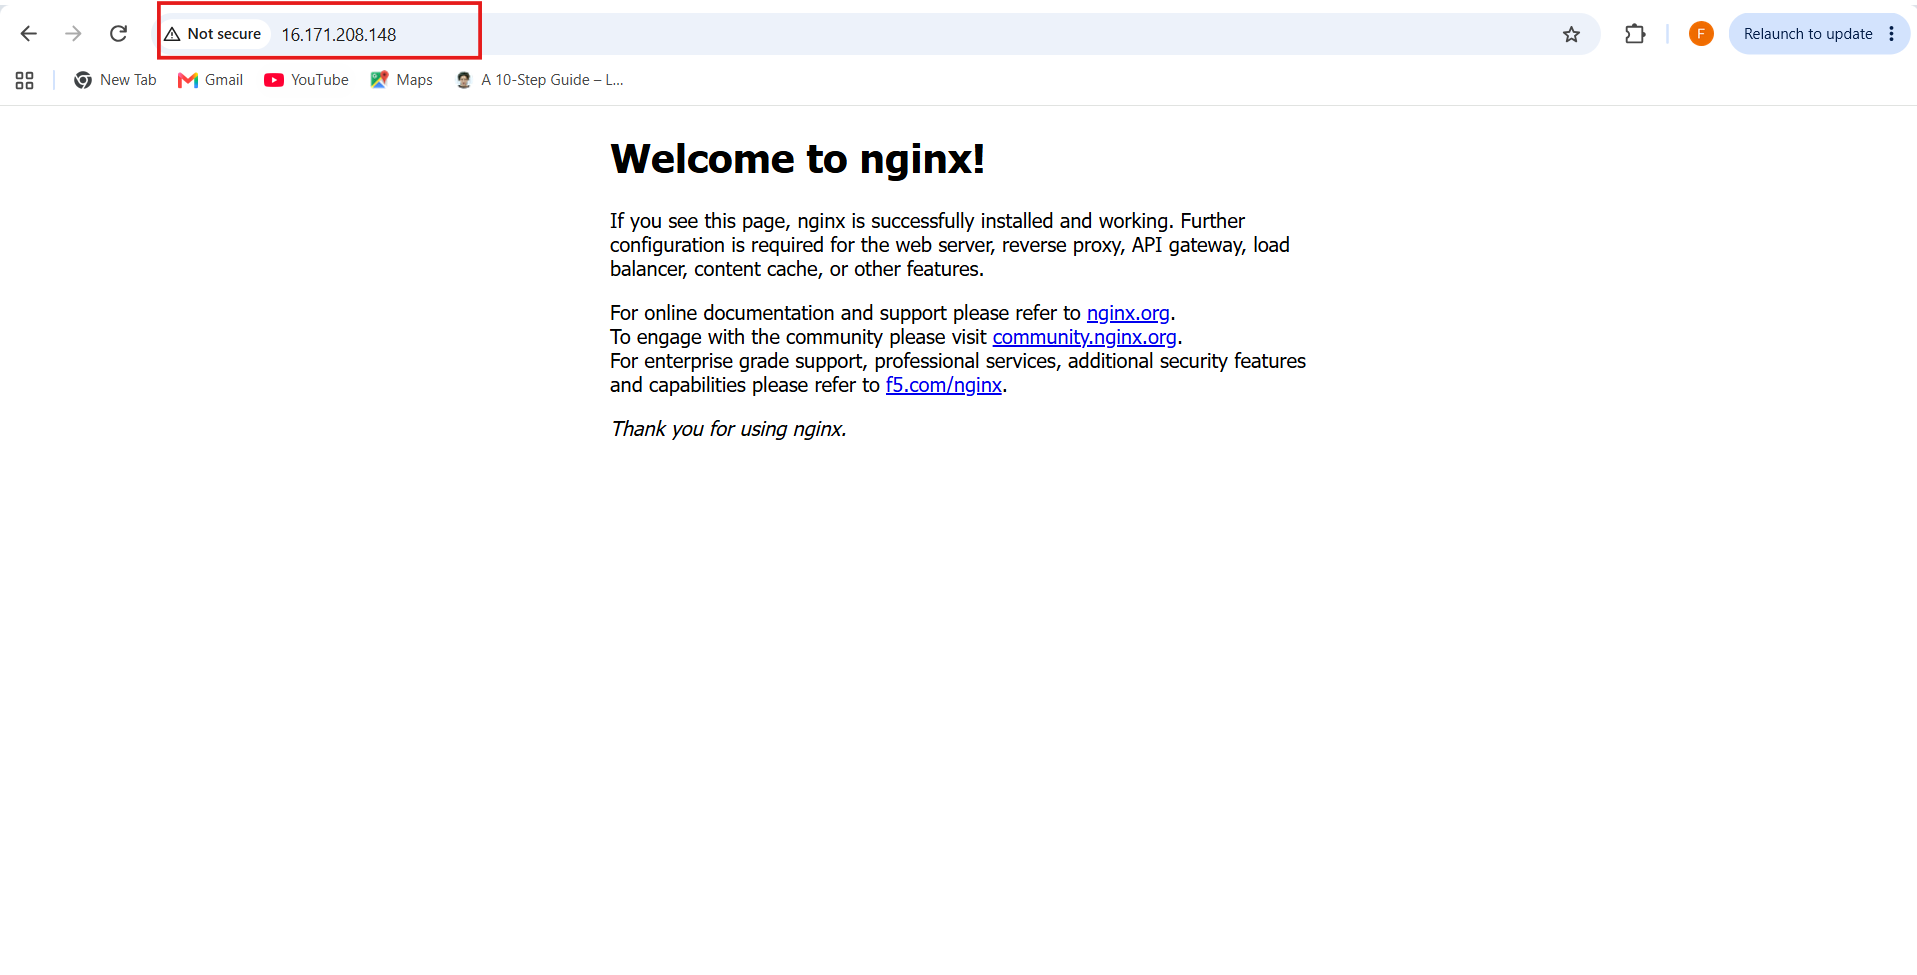 Not secure 16.171.208.148 F Relaunch to update
New Tab Gmail YouTube Maps A 10-Step Guide – L...
Welcome to nginx!
If you see this page, nginx is successfully installed and working. Further
configuration is required for the web server, reverse proxy, API gateway, load
balancer, content cache, or other features.
For online documentation and support please refer to nginx.org.
To engage with the community please visit community.nginx.org.
For enterprise grade support, professional services, additional security features
and capabilities please refer to f5.com/nginx.
Thank you for using nginx.